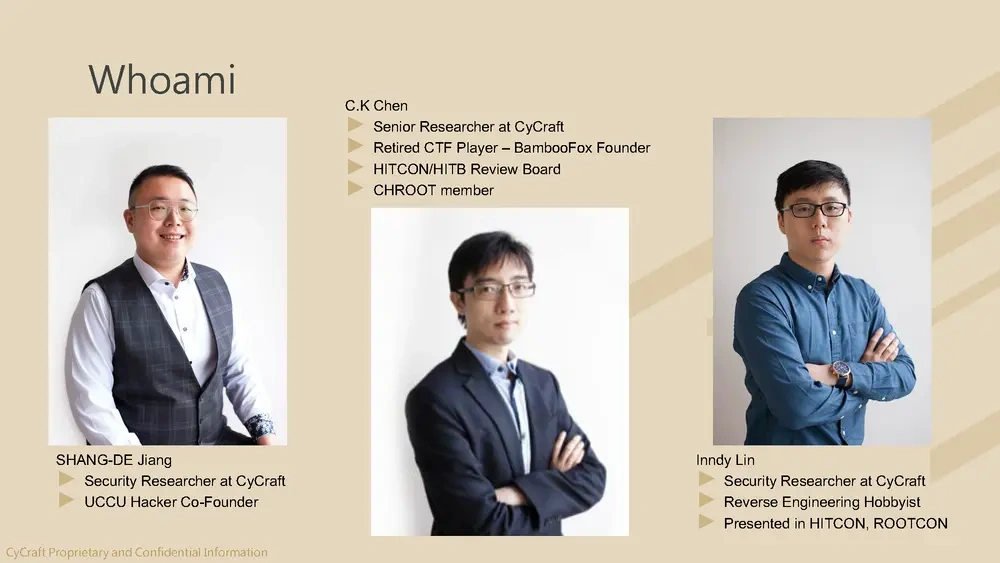 Whoami
C.K Chen
Senior Researcher at CyCraft
Retired CTF Player – BambooFox Founder
HITCON/HITB Review Board
CHROOT member
SHANG-DE Jiang
Security Researcher at CyCraft
UCCU Hacker Co-Founder
Inndy Lin
Security Researcher at CyCraft
Reverse Engineering Hobbyist
Presented in HITCON, ROOTCON
CyCraft Proprietary and Confidential Information